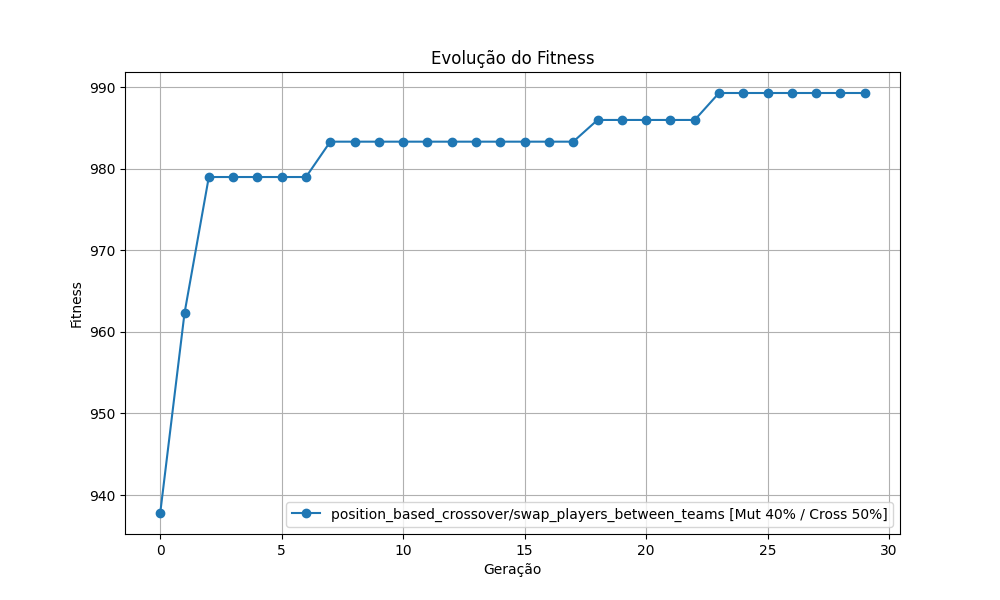 Evolução do Fitness
Fitness
990
980
970
960
950
940
position_based_crossover/swap_players_between_teams [Mut 40% / Cross 50%]
0 5 10 15 20 25 30
Geração